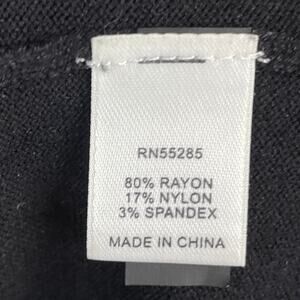 RN55285
80% RAYON
17% NYLON
3% SPANDEX
MADE IN CHINA